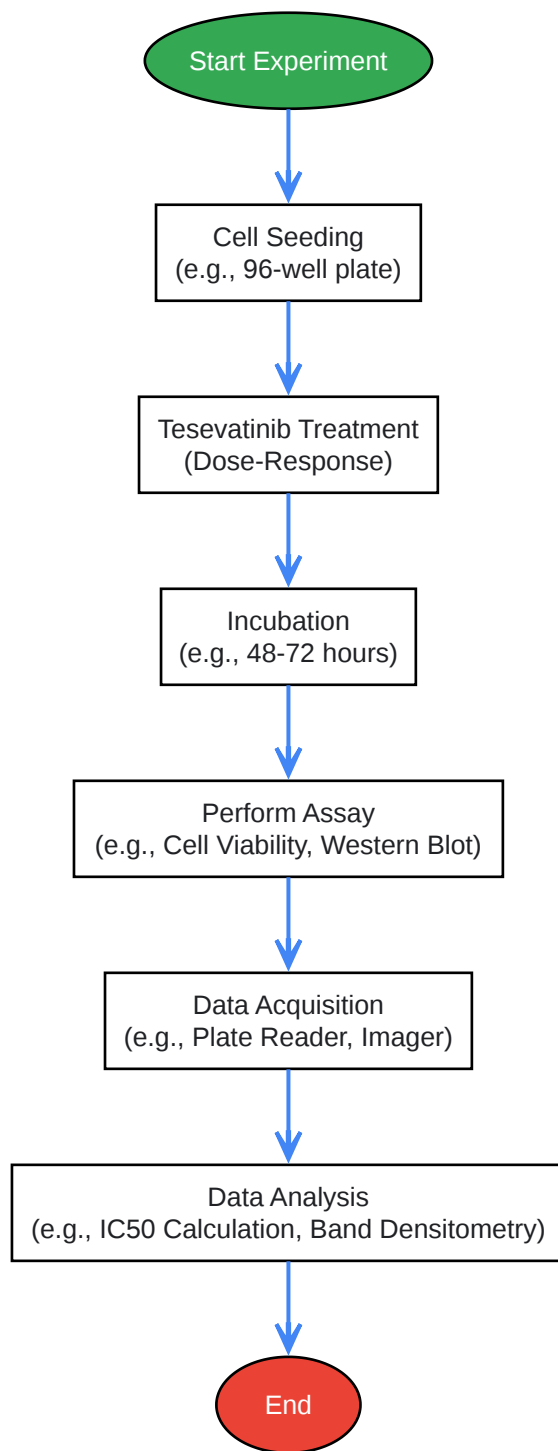 Start Experiment
Cell Seeding
(e.g., 96-well plate)
Tesevatinib Treatment
(Dose-Response)
Incubation
(e.g., 48-72 hours)
Perform Assay
(e.g., Cell Viability, Western Blot)
Data Acquisition
(e.g., Plate Reader, Imager)
Data Analysis
(e.g., IC50 Calculation, Band Densitometry)
End